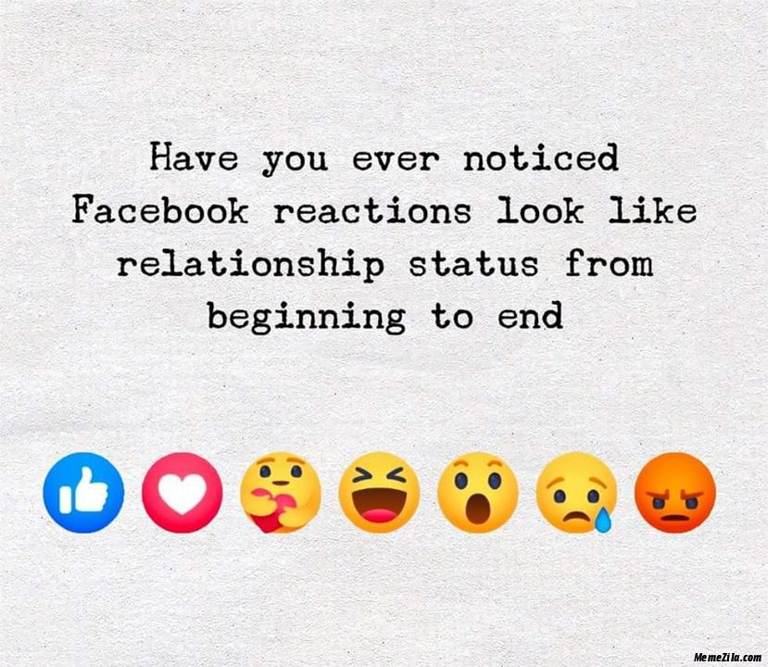 Have you ever noticed
Facebook reactions look like
relationship status from
beginning to end
MemeZila.com